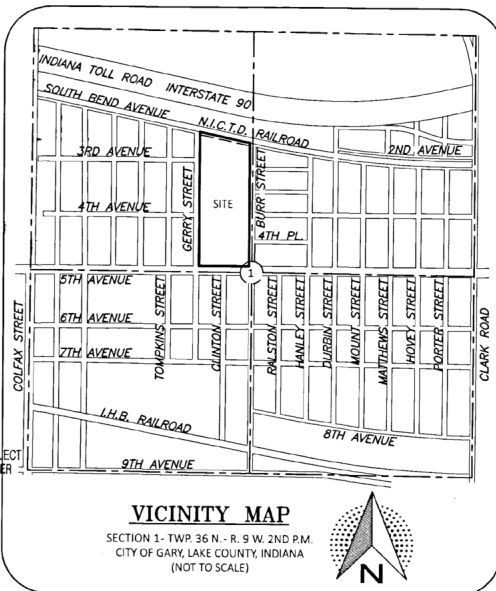 INDIANA TOLL ROAD INTERSTATE 90
SOUTH BEND AVENUE
N.I.C.T.D. RAILROAD
3RD AVENUE
2ND AVENUE
GERRY STREET
SITE
BURR STREET
4TH AVENUE
4TH PL.
1
5TH AVENUE
6TH AVENUE
7TH AVENUE
COLFAX STREET
TOMPKINS STREET
CLINTON STREET
RALSTON STREET
HANLEY STREET
DURBIN STREET
MOUNT STREET
MATTHEWS STREET
HOVEY STREET
PORTER STREET
CLARK ROAD
I.H.B. RAILROAD
8TH AVENUE
9TH AVENUE
LECT
ER
VICINITY MAP
SECTION 1- TWP. 36 N.- R. 9 W. 2ND P.M.
CITY OF GARY, LAKE COUNTY, INDIANA
(NOT TO SCALE)
N